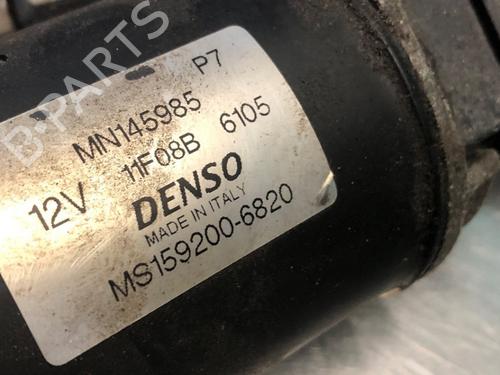 B-PARTS
MN145985 P7
12V 11F08B 6105
DENSO
MADE IN ITALY
MS159200-6820